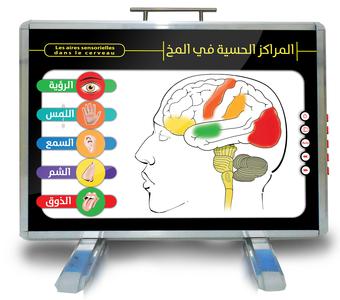 Les aires sensorielles
dans le cerveau
المراكز الحسية في المخ
الرؤية
اللمس
السمع
الشم
الذوق